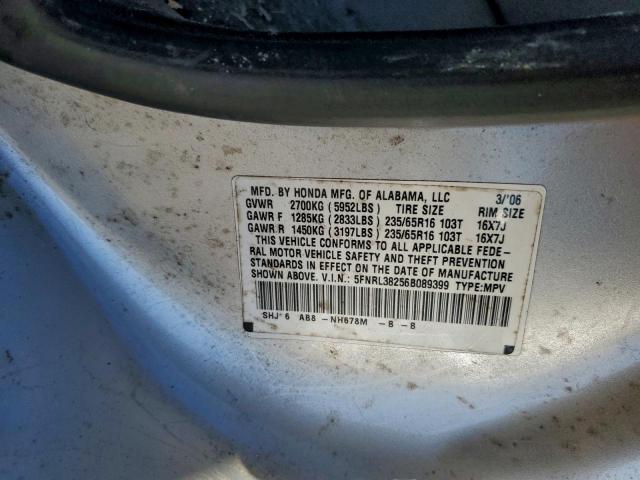 MFD. BY HONDA MFG. OF ALABAMA, LLC 3/'06
GVWR 2700KG (5952LBS) TIRE SIZE RIM SIZE
GAWR F 1285KG (2833LBS) 235/65R16 103T 16X7J
GAWR R 1450KG (3197LBS) 235/65R16 103T 16X7J
THIS VEHICLE CONFORMS TO ALL APPLICABLE FEDE-
RAL MOTOR VEHICLE SAFETY AND THEFT PREVENTION
STANDARDS IN EFFECT ON THE DATE OF MANUFACTURE
SHOWN ABOVE. V.I.N.: 5FNRL38256B089399 TYPE:MPV
SHJ*6 AB8 -NH678M -B -B